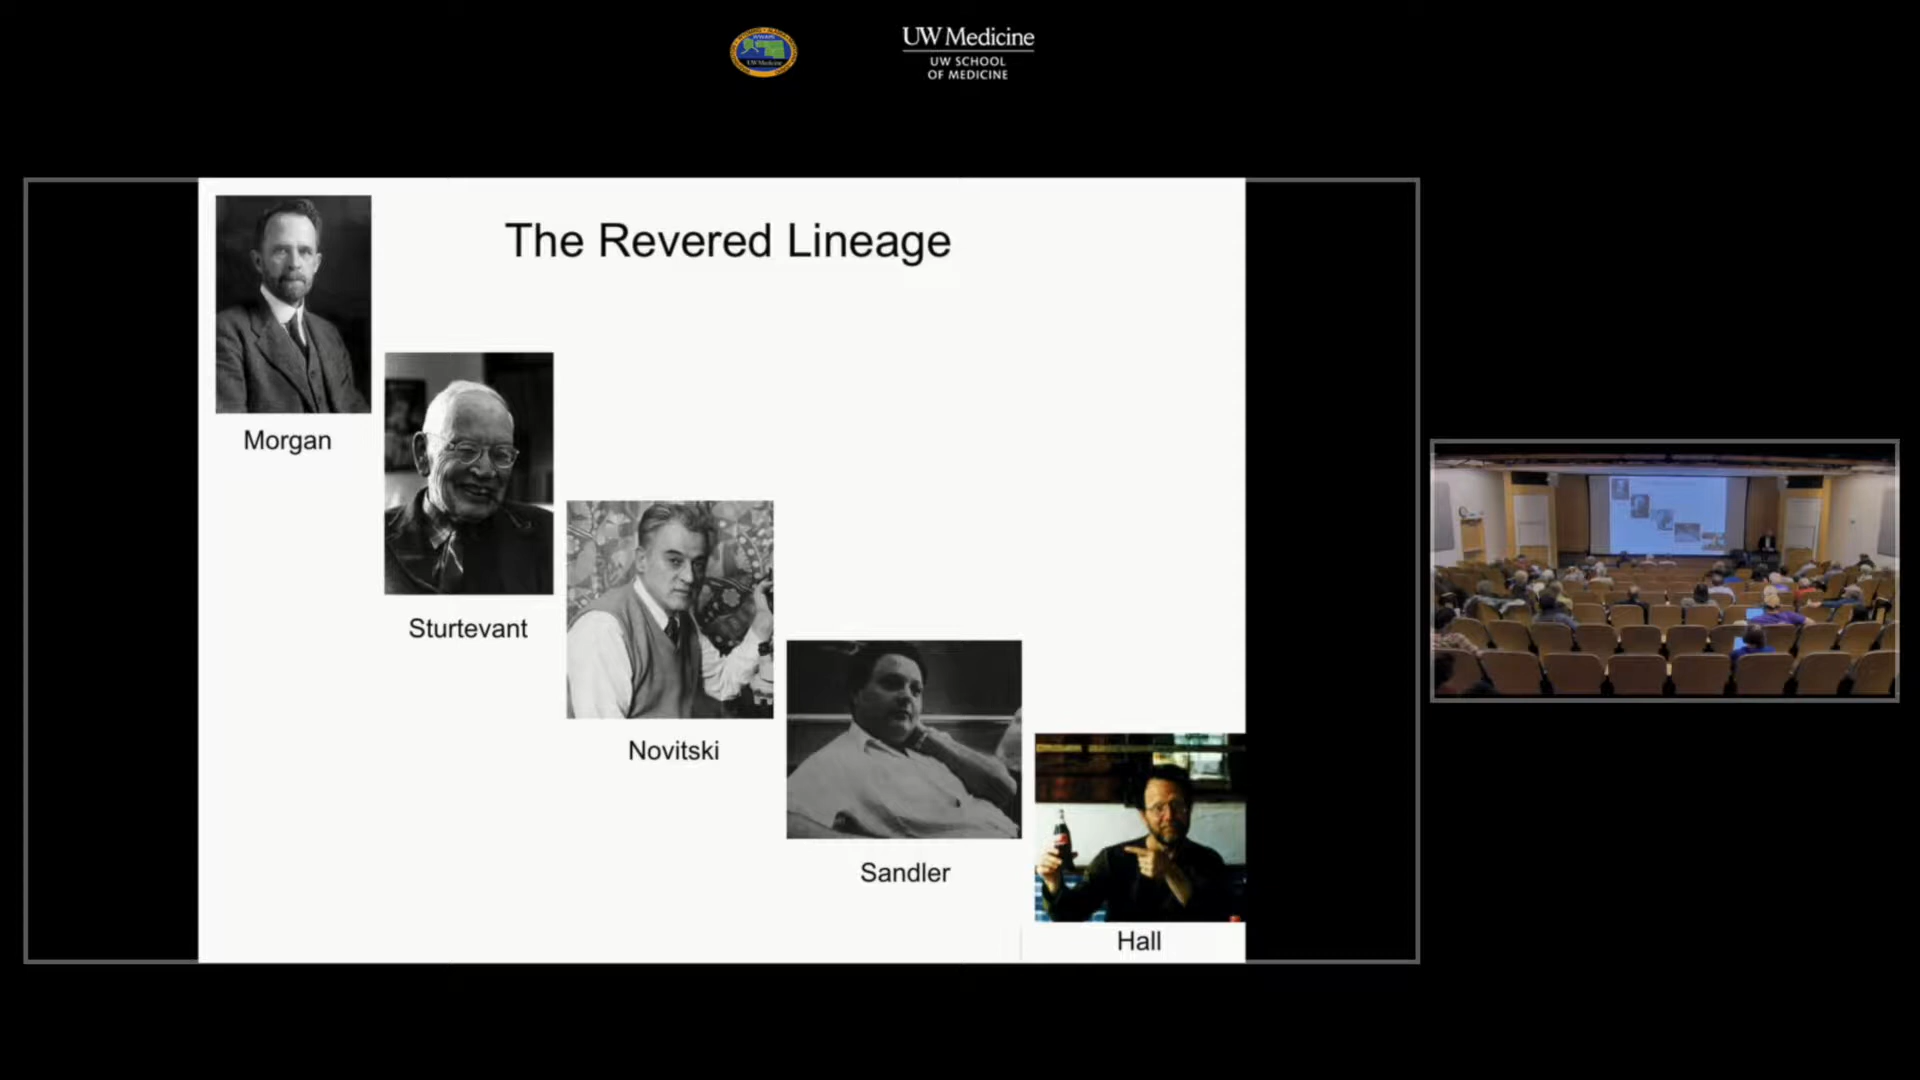 UW Medicine
UW SCHOOL
OF MEDICINE
The Revered Lineage
Morgan
Sturtevant
Novitski
Sandler
Hall